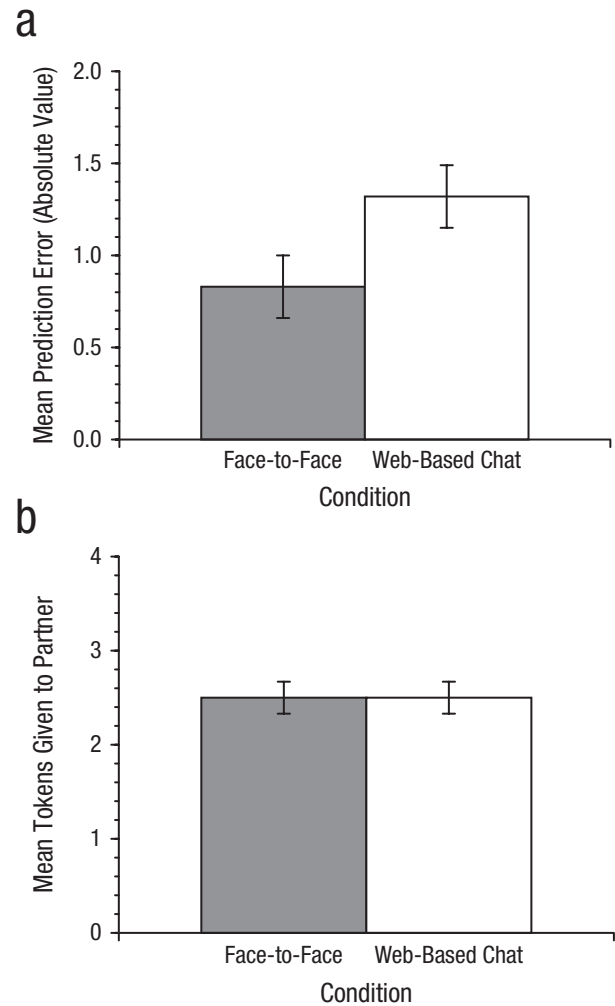 a
Mean Prediction Error (Absolute Value)
2.0
1.5
1.0
0.5
0.0
Face-to-Face Web-Based Chat
Condition
b
Mean Tokens Given to Partner
4
3
2
1
0
Face-to-Face Web-Based Chat
Condition